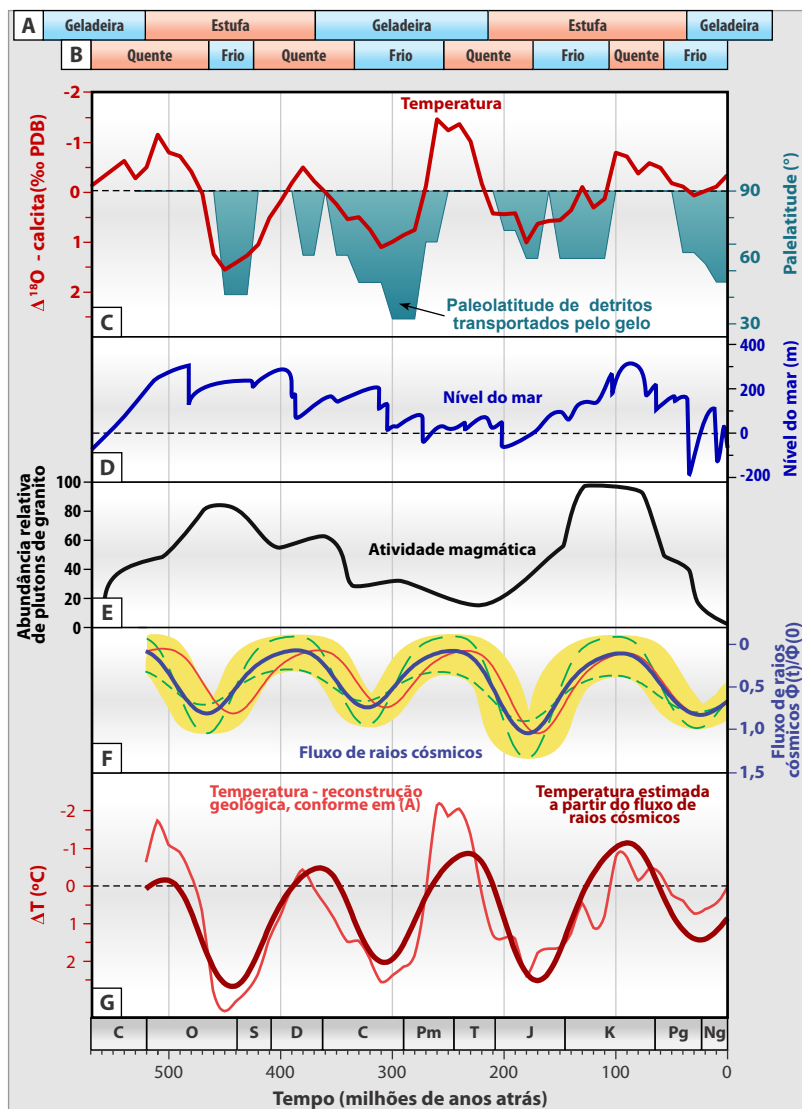 A
Geladeira
Estufa
Geladeira
Estufa
Geladeira
B
Quente
Frio
Quente
Frio
Quente
Frio
Quente
Frio
-2
-1
0
1
2
Δ ¹⁸O - calcita(‰ PDB)
Temperatura
90
60
30
Palelatitude (°)
Paleolatitude de detritos
transportados pelo gelo
C
400
200
0
-200
Nível do mar (m)
Nível do mar
D
100
80
60
40
20
0
Abundância relativa
de plutons de granito
Atividade magmática
E
0
0,5
1,0
1,5
Fluxo de raios
cósmicos Φ(t)/Φ(0)
Fluxo de raios cósmicos
F
Temperatura - reconstrução
geológica, conforme em (A)
Temperatura estimada
a partir do fluxo de
raios cósmicos
-2
-1
0
1
2
ΔT (ºC)
G
C
O
S
D
C
Pm
T
J
K
Pg
Ng
500
400
300
200
100
0
Tempo (milhões de anos atrás)